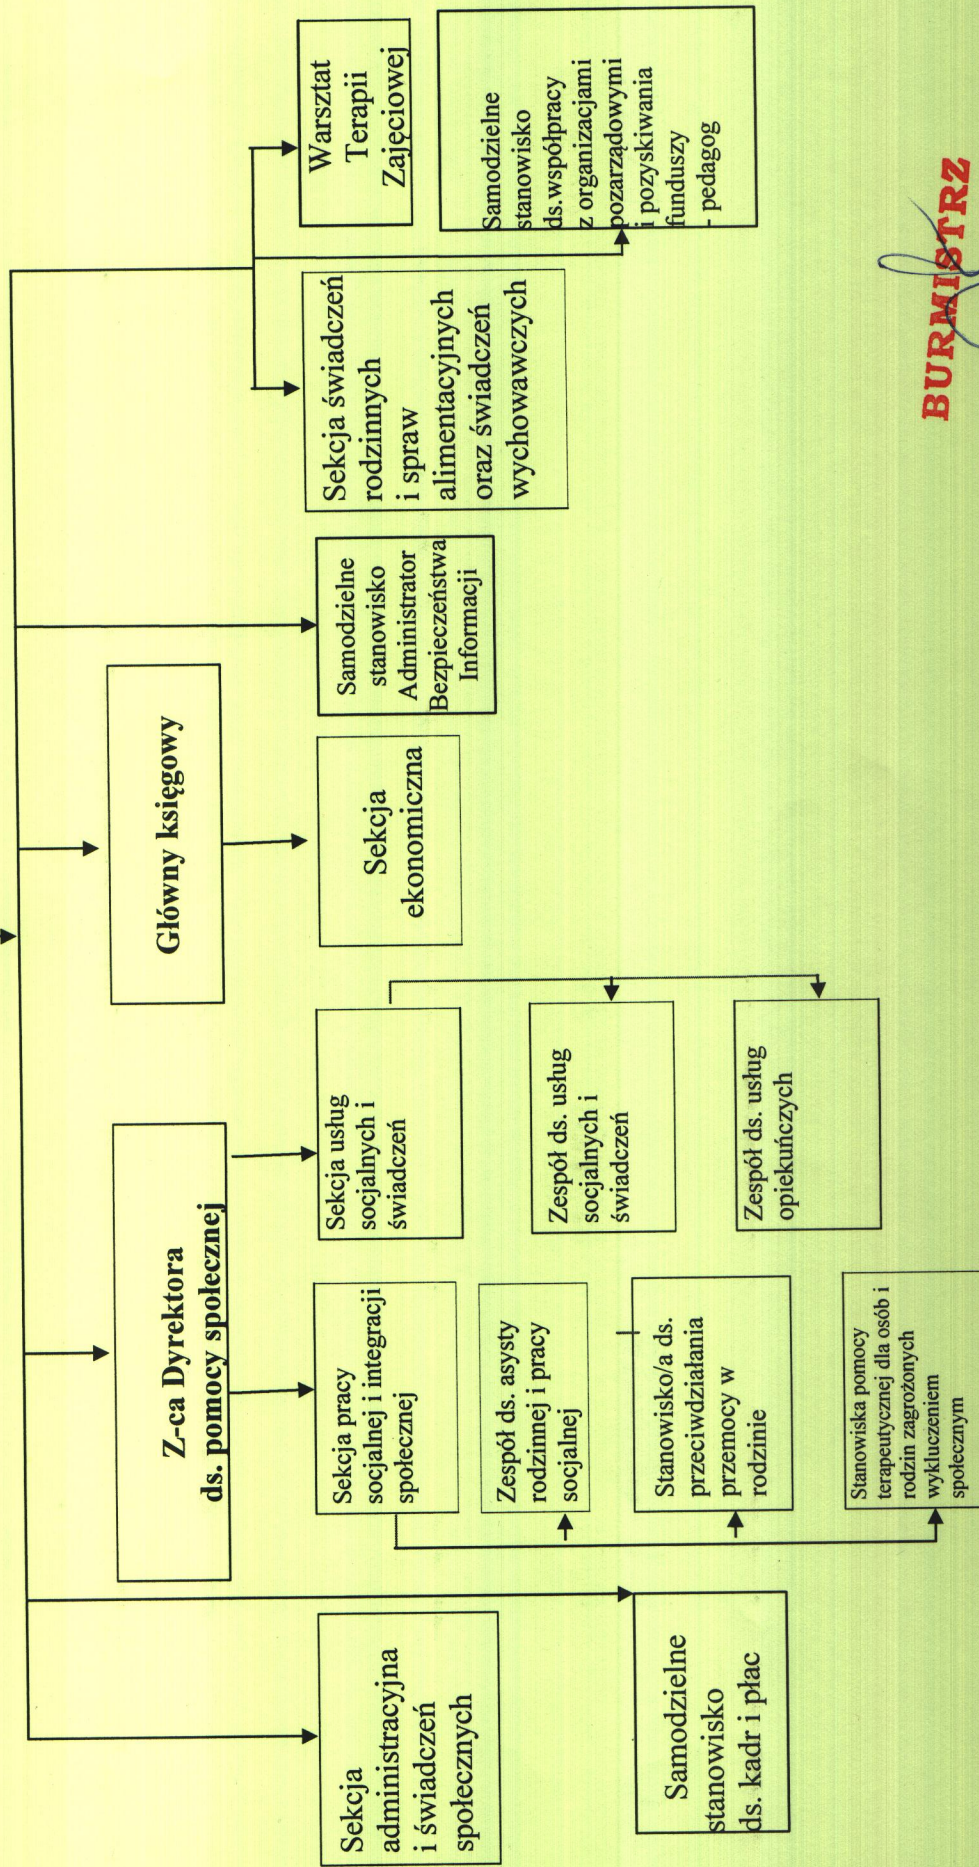 Z-ca Dyrektora
ds. pomocy społecznej
Główny księgowy
Sekcja
administracyjna
i świadczeń
społecznych
Samodzielne
stanowisko
ds. kadr i płac
Sekcja pracy
socjalnej i integracji
społecznej
Zespół ds. asysty
rodzinnej i pracy
socjalnej
Stanowisko/a ds.
przeciwdziałania
przemocy w
rodzinie
Stanowiska pomocy
terapeutycznej dla osób i
rodzin zagrożonych
wykluczeniem
społecznym
Sekcja usług
socjalnych i
świadczeń
Zespół ds. usług
socjalnych i
świadczeń
Zespół ds. usług
opiekuńczych
Sekcja
ekonomiczna
Samodzielne
stanowisko
Administrator
Bezpieczeństwa
Informacji
Sekcja świadczeń
rodzinnych
i spraw
alimentacyjnych
oraz świadczeń
wychowawczych
Warsztat
Terapii
Zajęciowej
Samodzielne
stanowisko
ds.współpracy
z organizacjami
pozarządowymi
i pozyskiwania
funduszy
- pedagog
BURMISTRZ